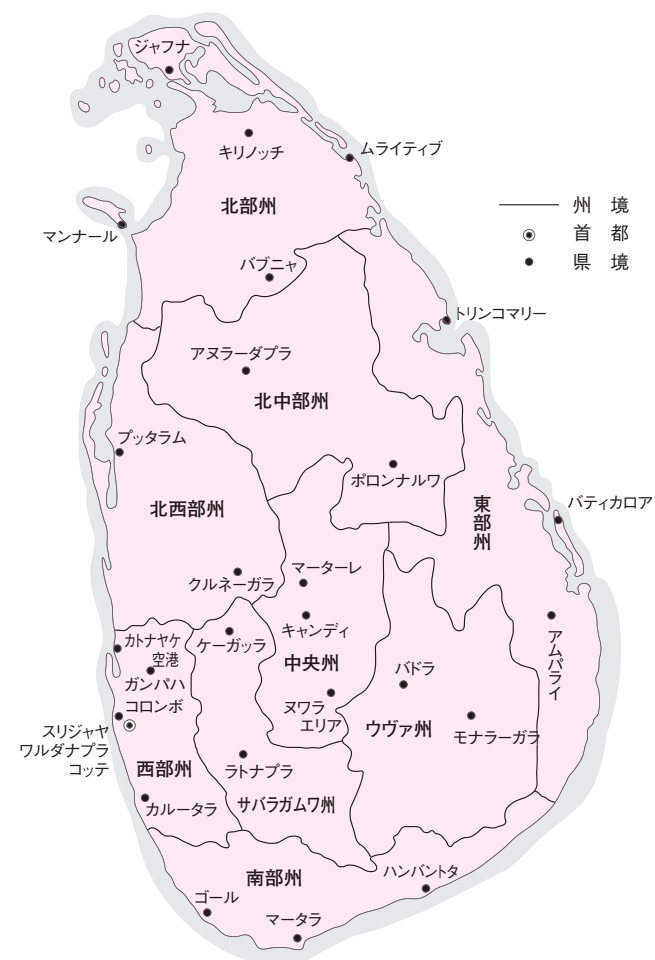 ジャフナ
キリノッチ
ムライティブ
北部州
マンナール
バブニャ
州 境
首 都
県 境
トリンコマリー
アヌラーダプラ
北中部州
プッタラム
ポロンナルワ
北西部州
東部州
バティカロア
クルネーガラ
マーターレ
キャンディ
カトナヤケ
空港
ケーガッラ
中央州
アムパライ
ガンパハ
バドラ
コロンボ
ヌワラ
エリア
ウヴァ州
モナラーガラ
スリジャヤ
ワルダナプラ
コッテ
西部州
ラトナプラ
カルータラ
サバラガムワ州
南部州
ハンバントタ
ゴール
マータラ